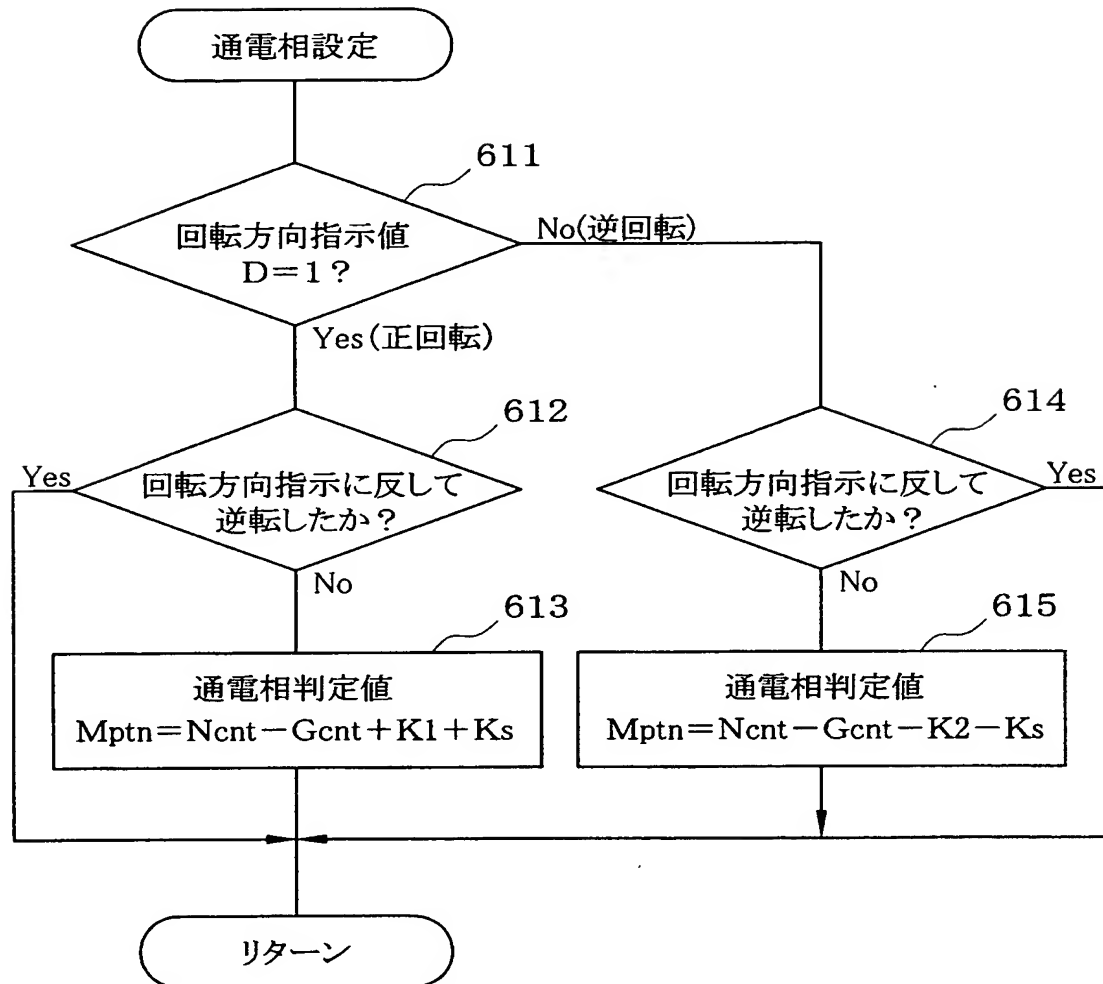 通電相設定
611
回転方向指示値
D=1?
No(逆回転)
Yes(正回転)
612
614
Yes
回転方向指示に反して
逆転したか?
回転方向指示に反して
逆転したか?
Yes
No
No
613
615
通電相判定値
Mptn=Ncnt-Gcnt+K1+Ks
通電相判定値
Mptn=Ncnt-Gcnt-K2-Ks
リターン